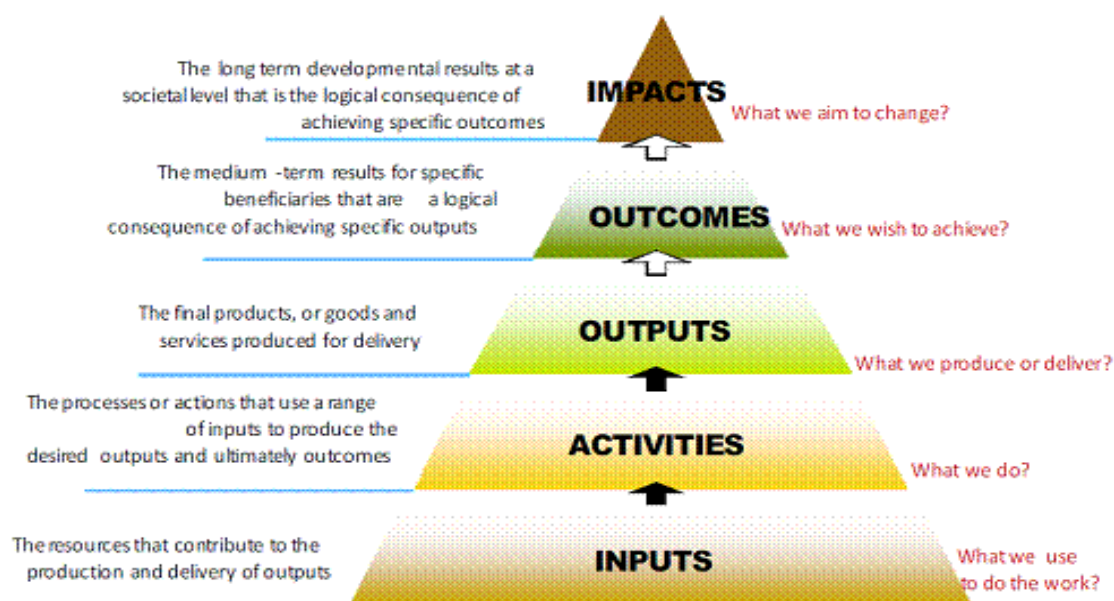 The long term developmental results at a
societal level that is the logical consequence of
achieving specific outcomes
IMPACTS
What we aim to change?
The medium -term results for specific
beneficiaries that are a logical
consequence of achieving specific outputs
OUTCOMES
What we wish to achieve?
The final products, or goods and
services produced for delivery
OUTPUTS
What we produce or deliver?
The processes or actions that use a range
of inputs to produce the
desired outputs and ultimately outcomes
ACTIVITIES
What we do?
The resources that contribute to the
production and delivery of outputs
INPUTS
What we use
to do the work?